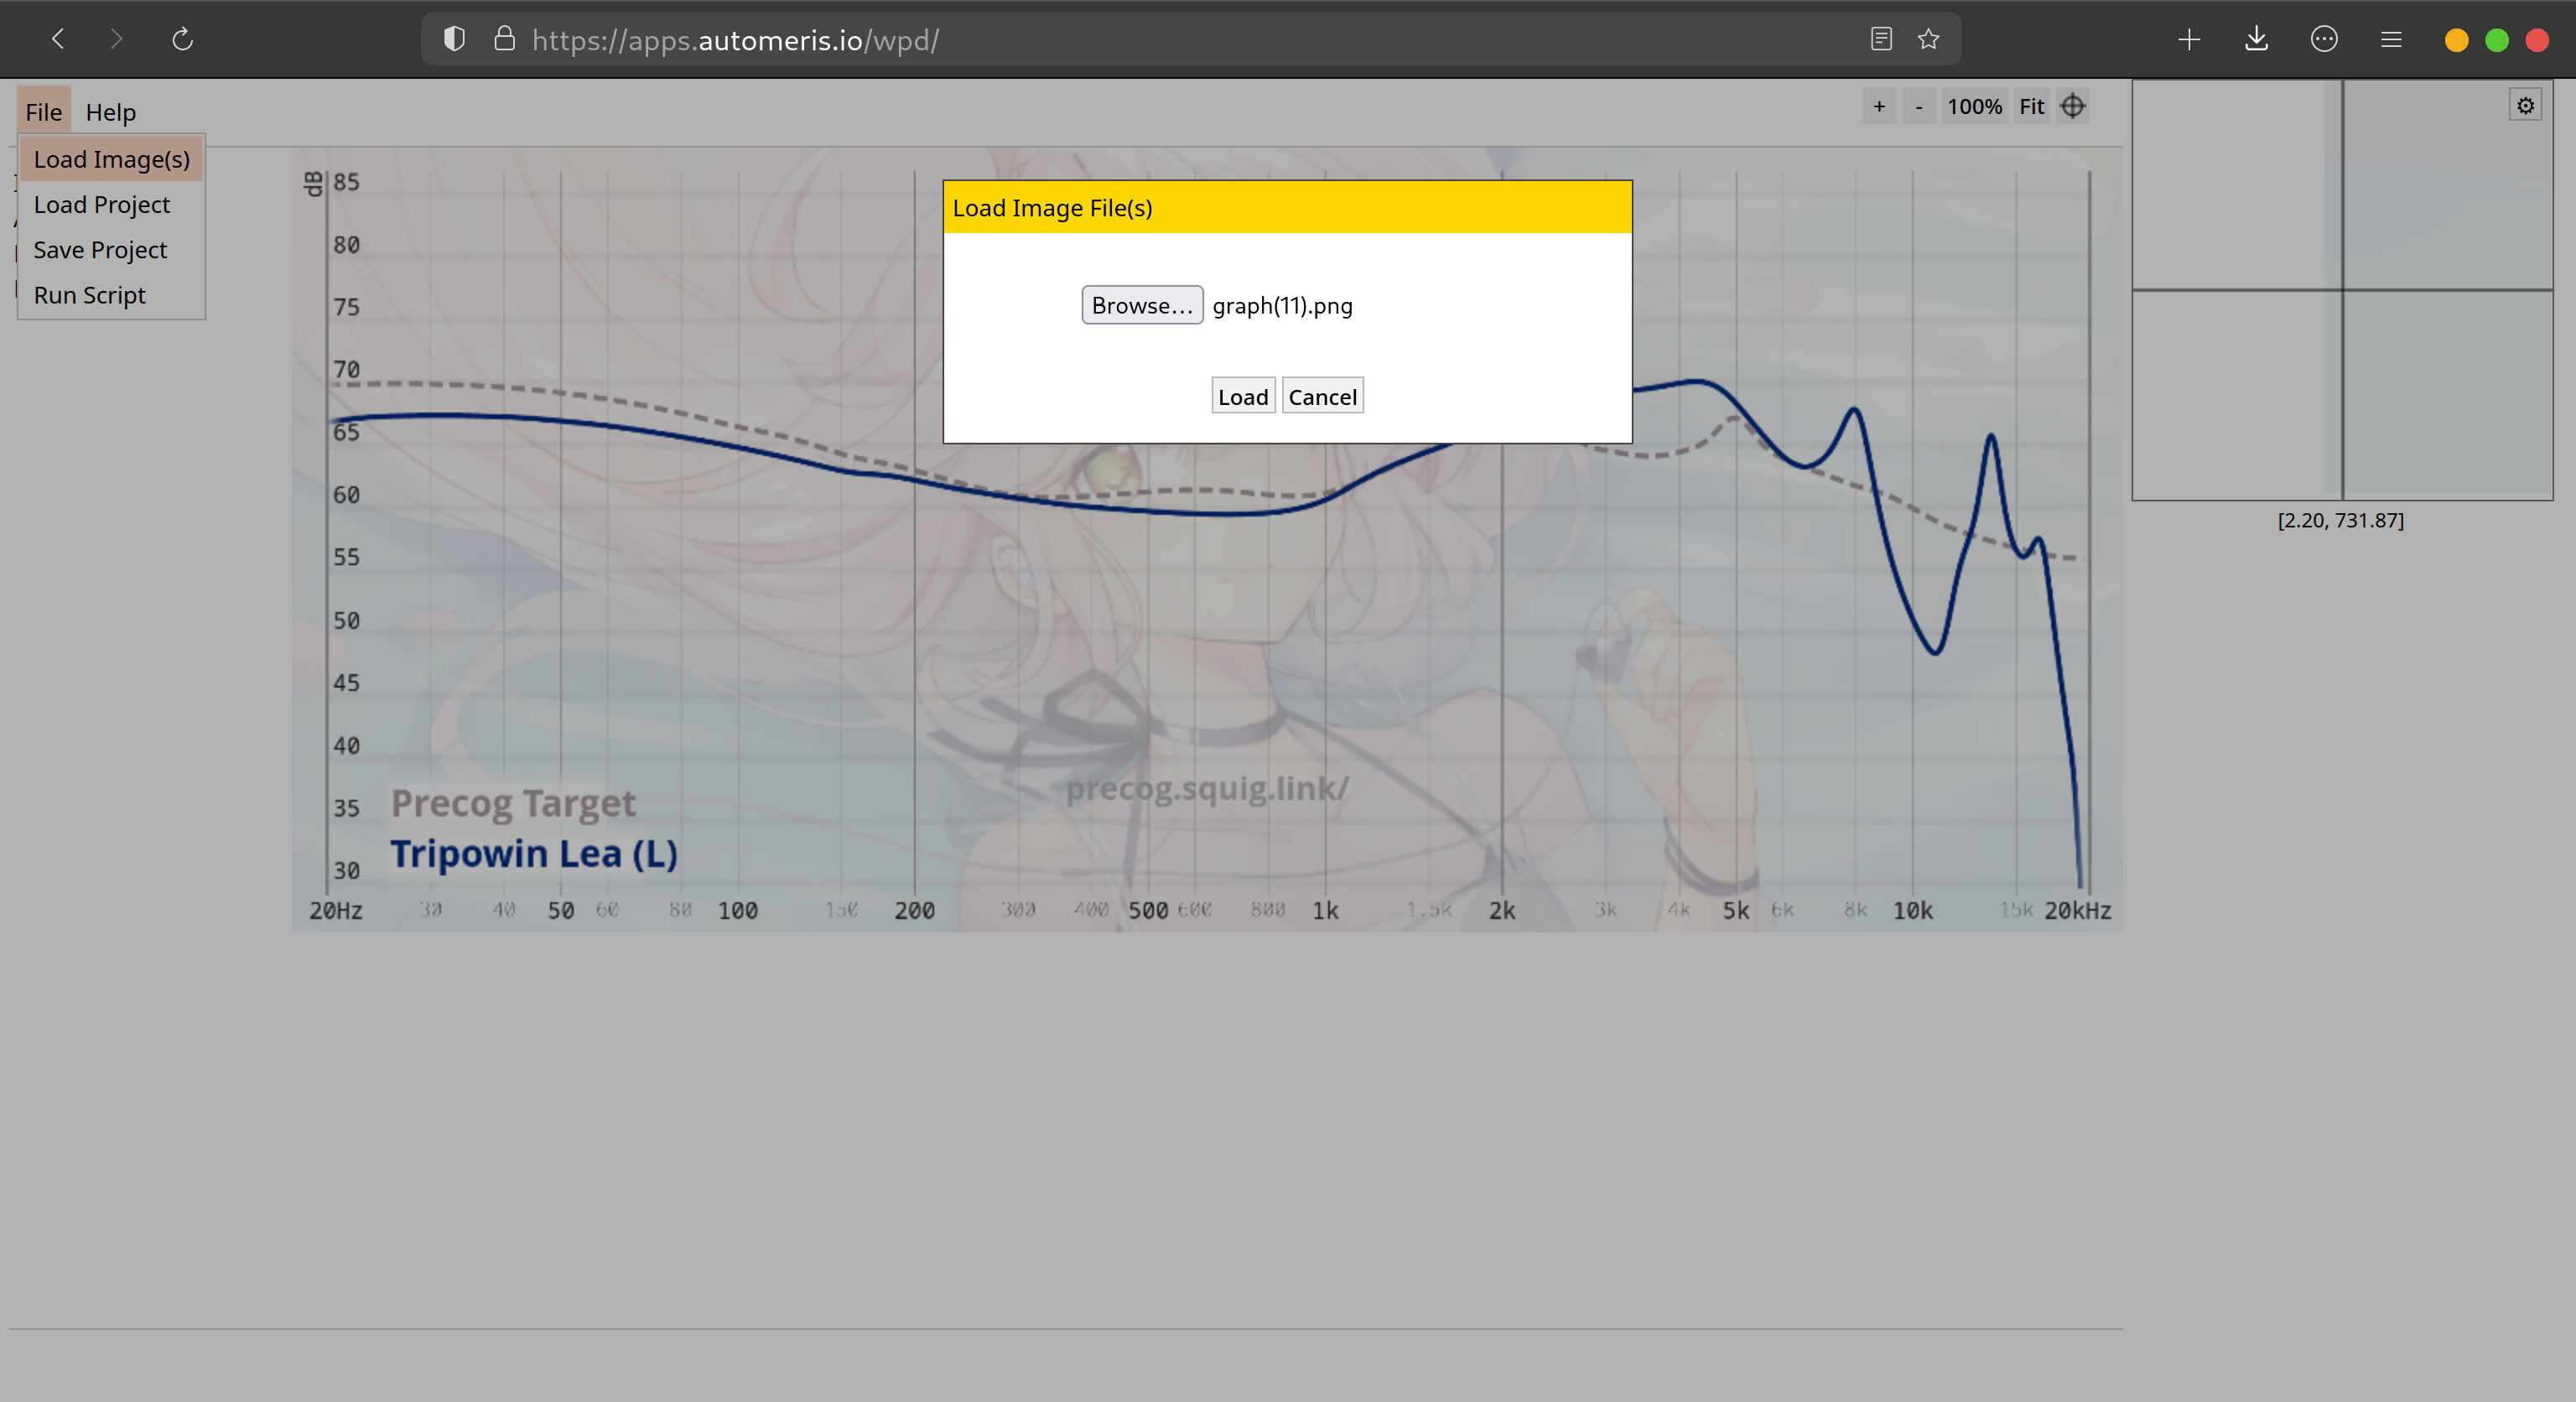 https://apps.automeris.io/wpd/
File Help
+ - 100% Fit
Load Image(s)
Load Project
Save Project
Run Script
Load Image File(s)
Browse... graph(11).png
Load Cancel
[2.20, 731.87]
dB
85
80
75
70
65
60
55
50
45
40
35
30
Precog Target
Tripowin Lea (L)
precog.squig.link/
20Hz 30 40 50 60 80 100 150 200 300 400 500 600 800 1k 1.5k 2k 3k 4k 5k 6k 8k 10k 15k 20kHz